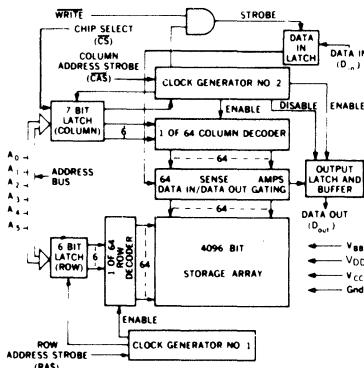 WRITE
STROBE
CHIP SELECT
(CS)
DATA
IN
LATCH
DATA IN
(Din)
COLUMN
ADDRESS STROBE
(CAS)
CLOCK GENERATOR NO 2
ENABLE
DISABLE
ENABLE
7 BIT
LATCH
(COLUMN)
6
1 OF 64 COLUMN DECODER
64
A0
A1
A2
A3
A4
A5
ADDRESS
BUS
64 SENSE AMPS
DATA IN/DATA OUT GATING
OUTPUT
LATCH AND
BUFFER
64
DATA OUT
(Dout)
6 BIT
LATCH
(ROW)
6
1 OF 64
ROW
DECODER
64
4096 BIT
STORAGE ARRAY
VBB
VDD
VCC
Gnd
ENABLE
ROW
ADDRESS STROBE
(RAS)
CLOCK GENERATOR NO 1